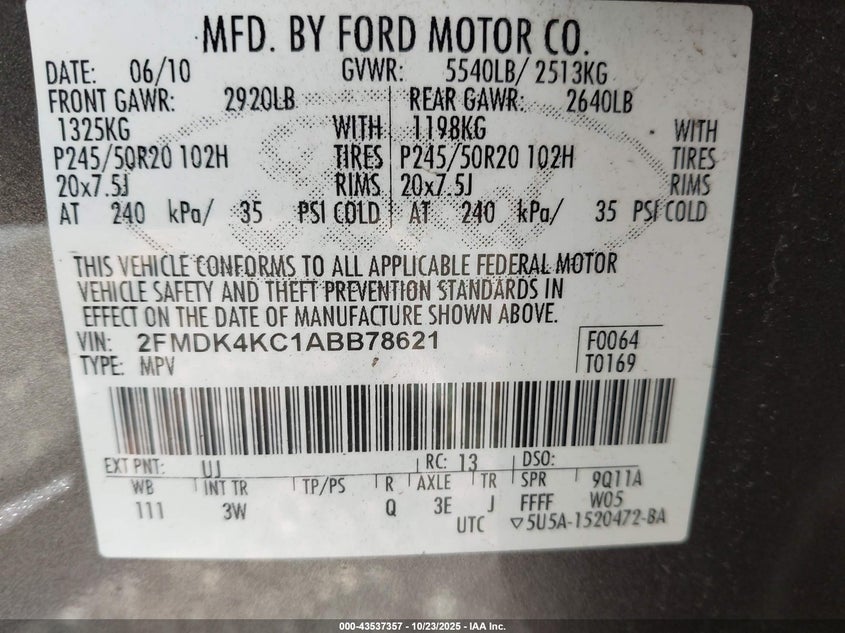 MFD. BY FORD MOTOR CO.
DATE: 06/10 GVWR: 5540LB/ 2513KG
FRONT GAWR: 2920LB REAR GAWR: 2640LB
1325KG WITH 1198KG WITH
P245/50R20 102H TIRES P245/50R20 102H TIRES
20x7.5J RIMS 20x7.5J RIMS
AT 240 kPa/ 35 PSI COLD AT 240 kPa/ 35 PSI COLD
THIS VEHICLE CONFORMS TO ALL APPLICABLE FEDERAL MOTOR
VEHICLE SAFETY AND THEFT PREVENTION STANDARDS IN
EFFECT ON THE DATE OF MANUFACTURE SHOWN ABOVE.
VIN: 2FMDK4KC1ABB78621 F0064
TYPE: MPV T0169
EXT PNT: UJ RC: 13 DSO:
WB INT TR TP/PS R AXLE TR SPR 9Q11A
111 3W Q 3E J FFFF W05
UTC ▽5U5A-1520472-BA
000-43537357 | 10/23/2025 | IAA Inc.